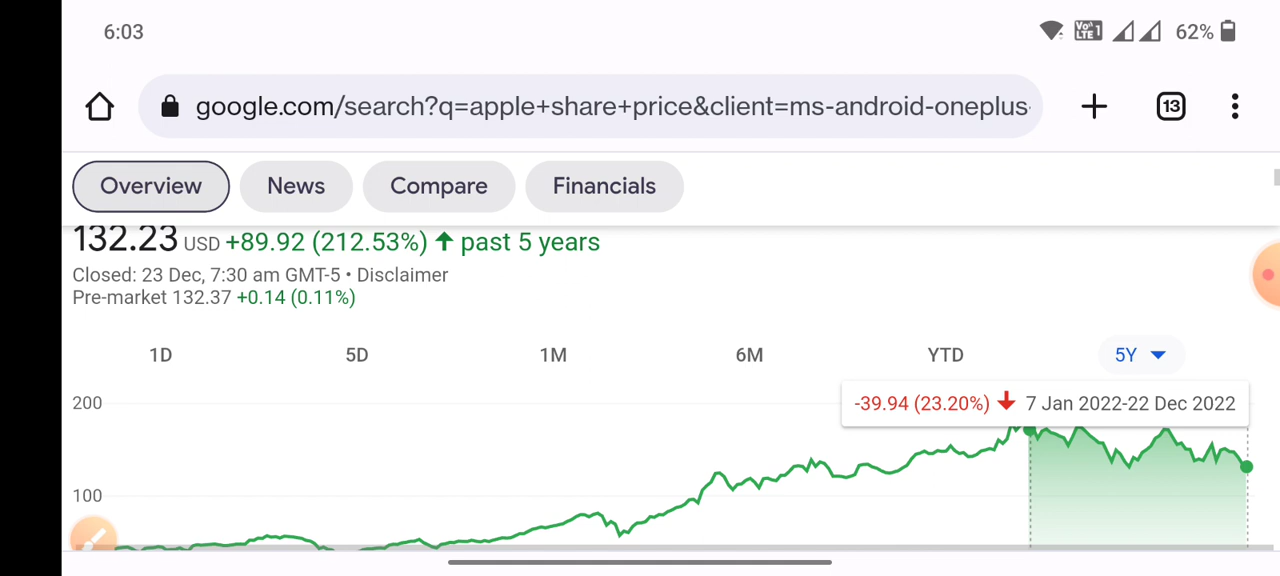 6:03 Vo LTE 1 62%
google.com/search?q=apple+share+price&client=ms-android-oneplus- 13
Overview News Compare Financials
132.23 USD +89.92 (212.53%) ↑ past 5 years
Closed: 23 Dec, 7:30 am GMT-5 • Disclaimer
Pre-market 132.37 +0.14 (0.11%)
1D 5D 1M 6M YTD 5Y
200
-39.94 (23.20%) ↓ 7 Jan 2022-22 Dec 2022
100